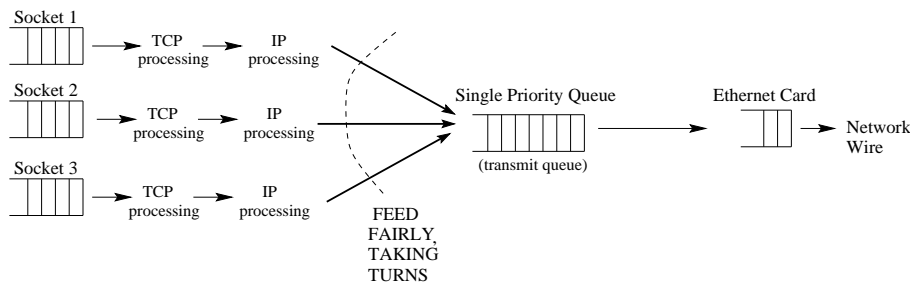 Socket 1
TCP
processing
IP
processing
Socket 2
TCP
processing
IP
processing
Single Priority Queue
(transmit queue)
Ethernet Card
Network
Wire
Socket 3
TCP
processing
IP
processing
FEED
FAIRLY,
TAKING
TURNS